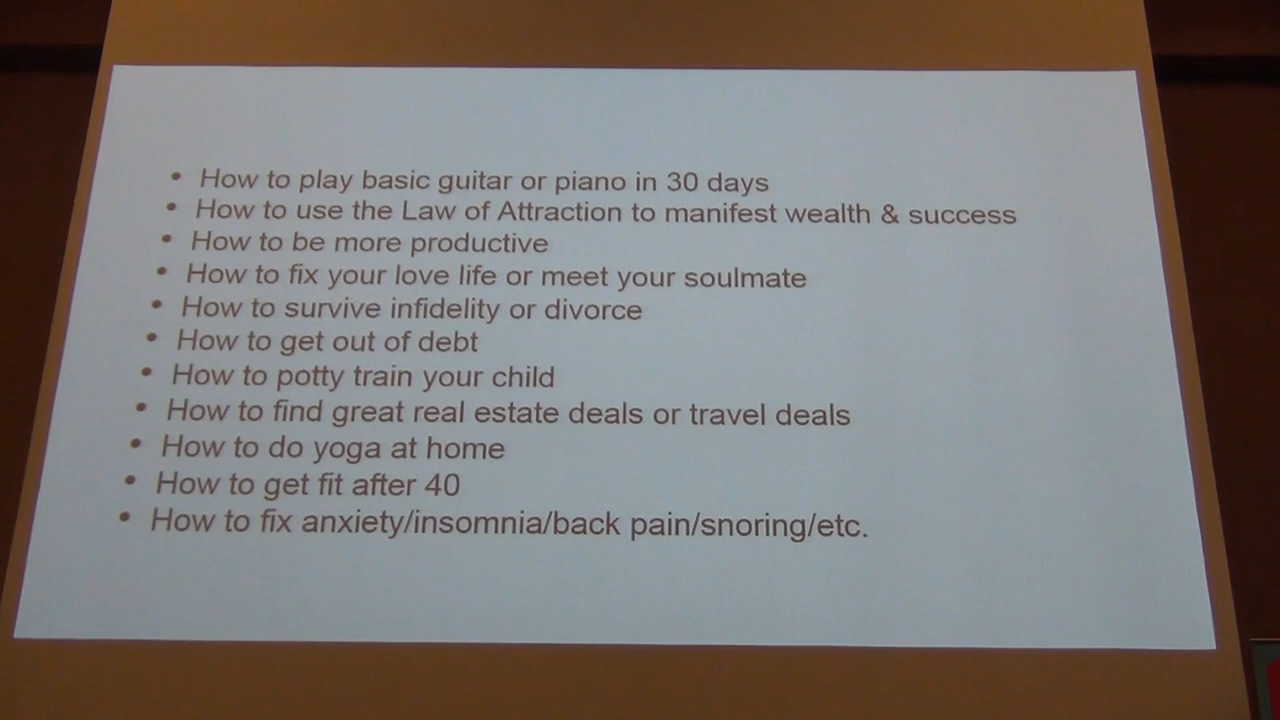 • How to play basic guitar or piano in 30 days
• How to use the Law of Attraction to manifest wealth & success
• How to be more productive
• How to fix your love life or meet your soulmate
• How to survive infidelity or divorce
• How to get out of debt
• How to potty train your child
• How to find great real estate deals or travel deals
• How to do yoga at home
• How to get fit after 40
• How to fix anxiety/insomnia/back pain/snoring/etc.